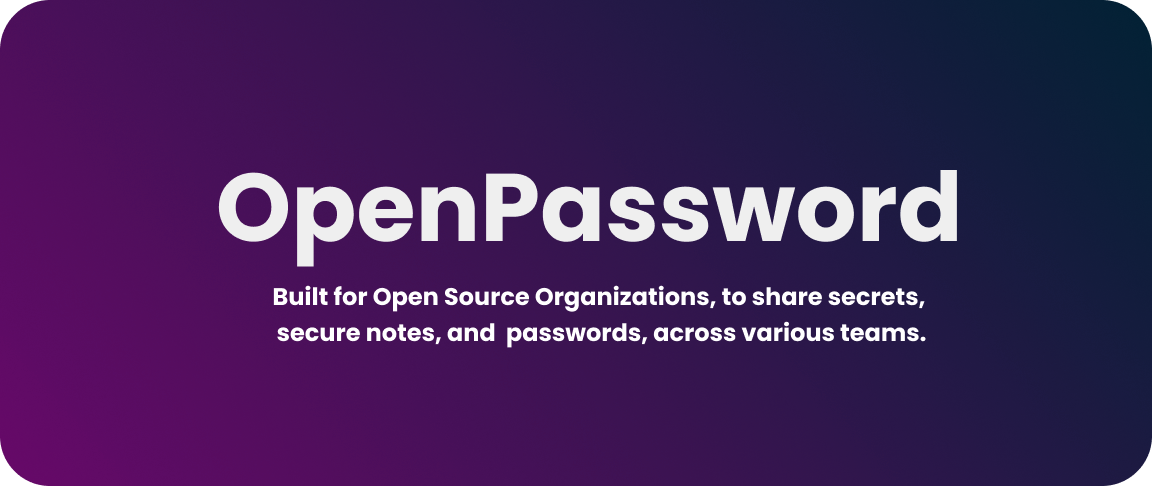 OpenPassword
Built for Open Source Organizations, to share secrets,
secure notes, and  passwords, across various teams.